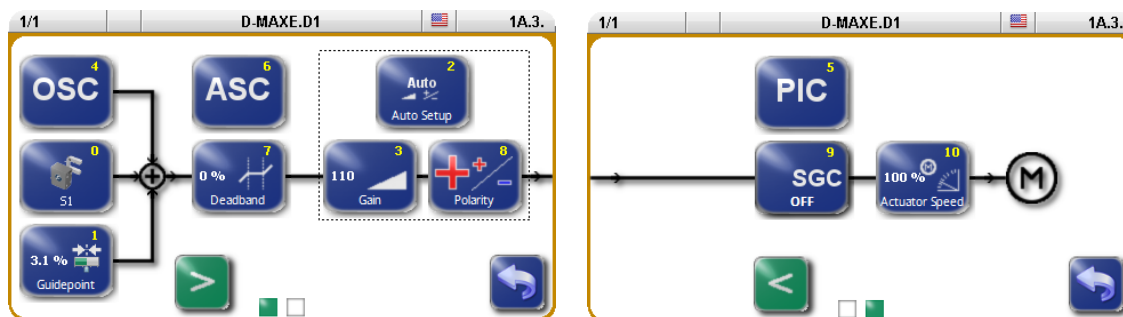 1/1 D-MAXE.D1 1A.3.
OSC 4
ASC 6
2 Auto
Auto Setup
0
S1
7
0 %
Deadband
3
110
Gain
8
Polarity
1
3.1 %
Guidepoint
>
1/1 D-MAXE.D1 1A.3.
PIC 5
9
SGC
OFF
10
M
100 %
Actuator Speed
M
<